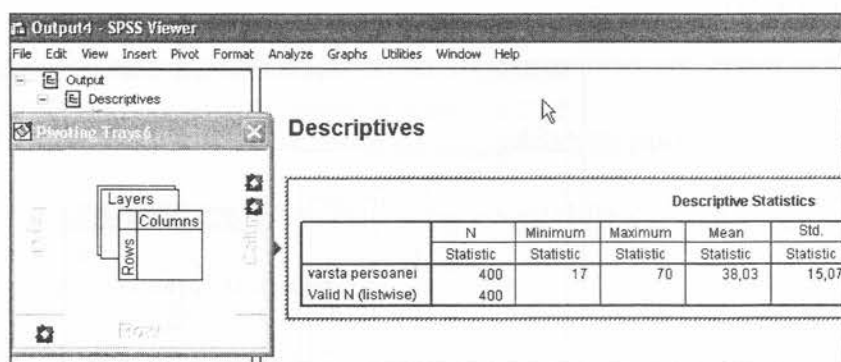 Output4 - SPSS Viewer
File Edit View Insert Pivot Format Analyze Graphs Utilities Window Help
Output
Descriptives
Pivoting Trays6
Layers
Columns
Rows
Row
Descriptives
Descriptive Statistics
N Minimum Maximum Mean Std.
Statistic Statistic Statistic Statistic Statistic
varsta persoanei 400 17 70 38,03 15,07
Valid N (listwise) 400